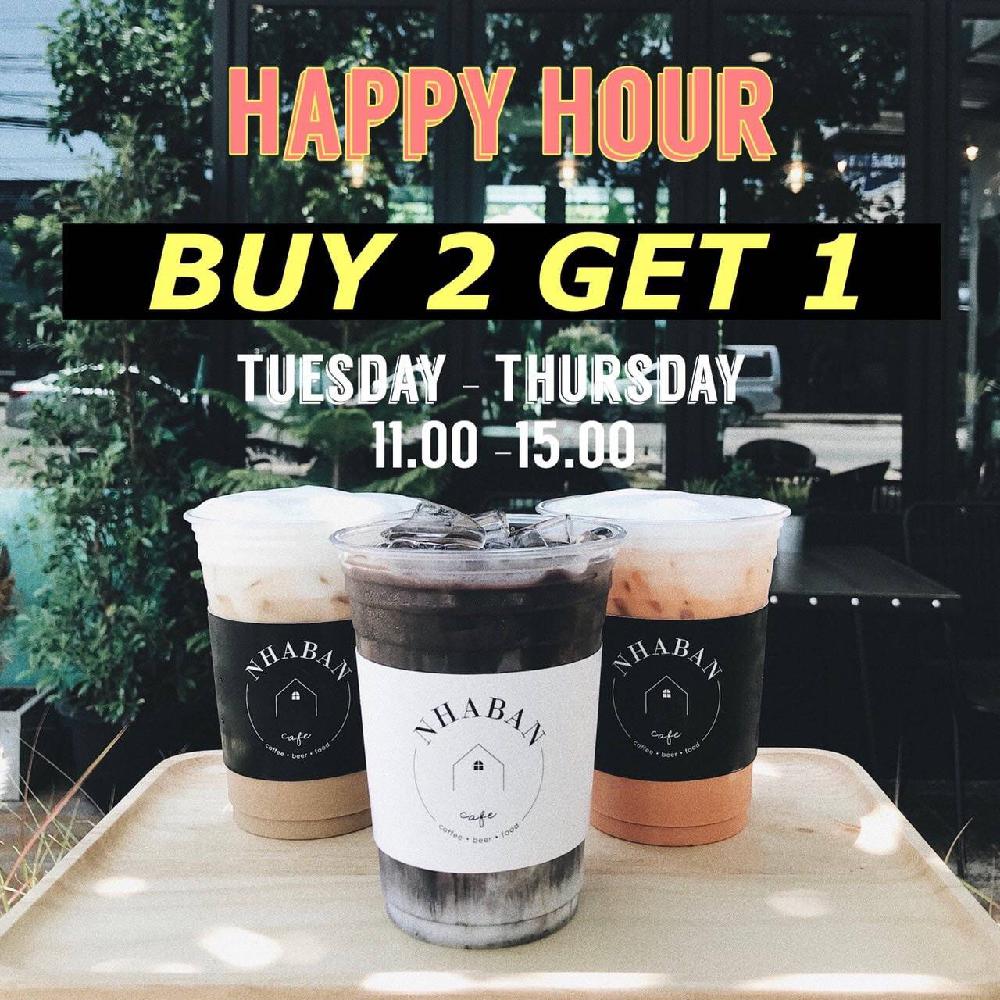 HAPPY HOUR
BUY 2 GET 1
TUESDAY - THURSDAY
11.00 -15.00
NHABAN
cafe
coffee • beer • food
NHABAN
cafe
coffee • beer • food
NHABAN
cafe
coffee • beer • food